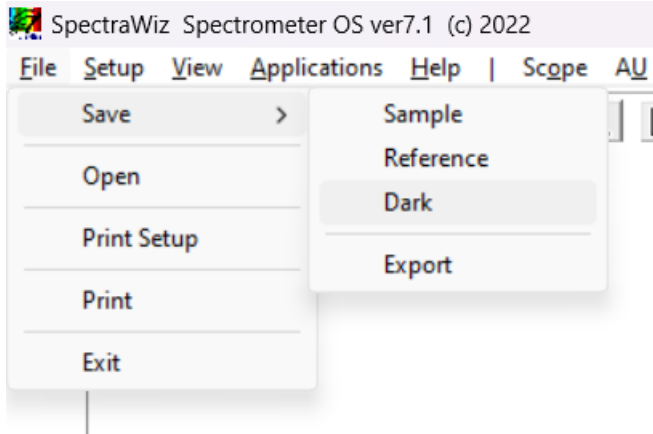 SpectraWiz Spectrometer OS ver7.1 (c) 2022
File Setup View Applications Help | Scope AU
Save > Sample
Reference
Open
Dark
Print Setup
Export
Print
Exit